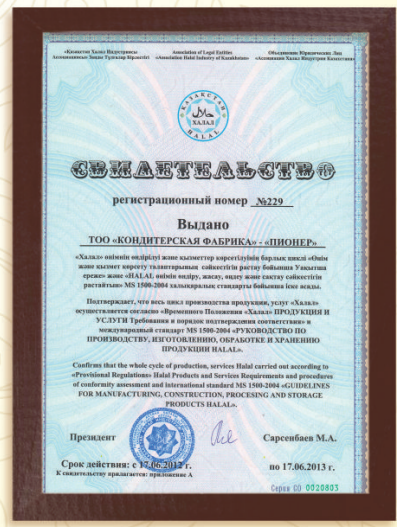 «Қазақстан Халал Индустриясы Association of Legal Entities Объединение Юридических Лиц
Ассоциациясы» Заңды Тұлғалар Бірлестігі «Association Halal Industry of Kazakhstan» «Ассоциация Халал Индустрии Казахстана»
КАЗАКСТАН
ХАЛАЛ
HALAL
СВИДЕТЕЛЬСТВО
регистрационный номер №229
Выдано
ТОО «КОНДИТЕРСКАЯ ФАБРИКА» - «ПИОНЕР»
«Халал» өнімнің өндірілуі және қызметтер көрсетілуінің барлық циклі «Өнім
және қызмет көрсету талаптарының сәйкестігін растау бойынша Уақытша
ереже» және «HALAL өнімін өндіру, жасау, өңдеу және сақтау сәйкестігін
растайтын» MS 1500-2004 халықаралық стандарты бойынша іске асады.
Подтверждает, что весь цикл производства продукции, услуг «Халал»
осуществляется согласно «Временного Положения «Халал» ПРОДУКЦИЯ И
УСЛУГИ Требования и порядок подтверждения соответствия» и
международный стандарт MS 1500-2004 «РУКОВОДСТВО ПО
ПРОИЗВОДСТВУ, ИЗГОТОВЛЕНИЮ, ОБРАБОТКЕ И ХРАНЕНИЮ
ПРОДУКЦИИ HALAL».
Confirms that the whole cycle of production, services Halal carried out according to
«Provisional Regulations» Halal Products and Services Requirements and procedures
of conformity assessment and international standard MS 1500-2004 «GUIDELINES
FOR MANUFACTURING, CONSTRUCTION, PROCESING AND STORAGE
PRODUCTS HALAL».
Президент Сарсенбаев М.А.
Срок действия: с 17.06.2012 г. по 17.06.2013 г.
К свидетельству прилагается: приложение А
Серия 00 0020803